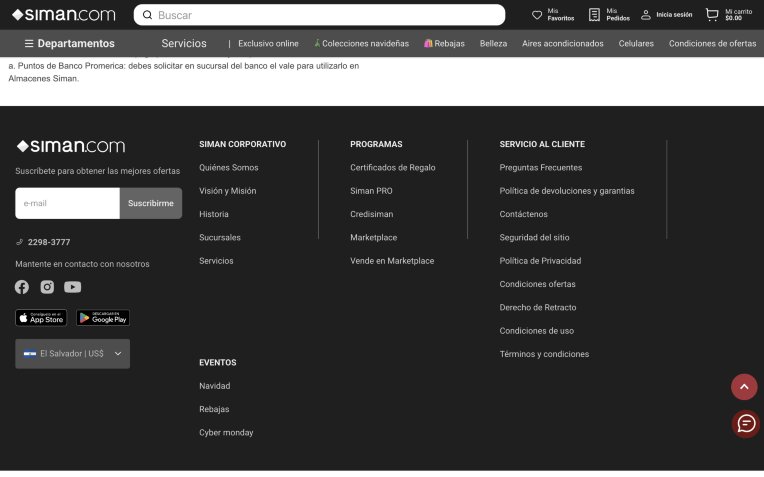 siman.com
Buscar
Mis Favoritos
Mis Pedidos
Inicia sesión
Mi carrito
$0.00
Departamentos
Servicios
| Exclusivo online
Colecciones navideñas
Rebajas
Belleza
Aires acondicionados
Celulares
Condiciones de ofertas
a. Puntos de Banco Promerica: debes solicitar en sucursal del banco el vale para utilizarlo en
Almacenes Siman.
siman.com
Suscríbete para obtener las mejores ofertas
e-mail
Suscribirme
2298-3777
Mantente en contacto con nosotros
Consíguelo en el
App Store
DESCARGAR EN
Google Play
El Salvador | US$
SIMAN CORPORATIVO
Quiénes Somos
Visión y Misión
Historia
Sucursales
Servicios
PROGRAMAS
Certificados de Regalo
Siman PRO
Credisiman
Marketplace
Vende en Marketplace
SERVICIO AL CLIENTE
Preguntas Frecuentes
Política de devoluciones y garantias
Contáctenos
Seguridad del sitio
Política de Privacidad
Condiciones ofertas
Derecho de Retracto
Condiciones de uso
Términos y condiciones
EVENTOS
Navidad
Rebajas
Cyber monday